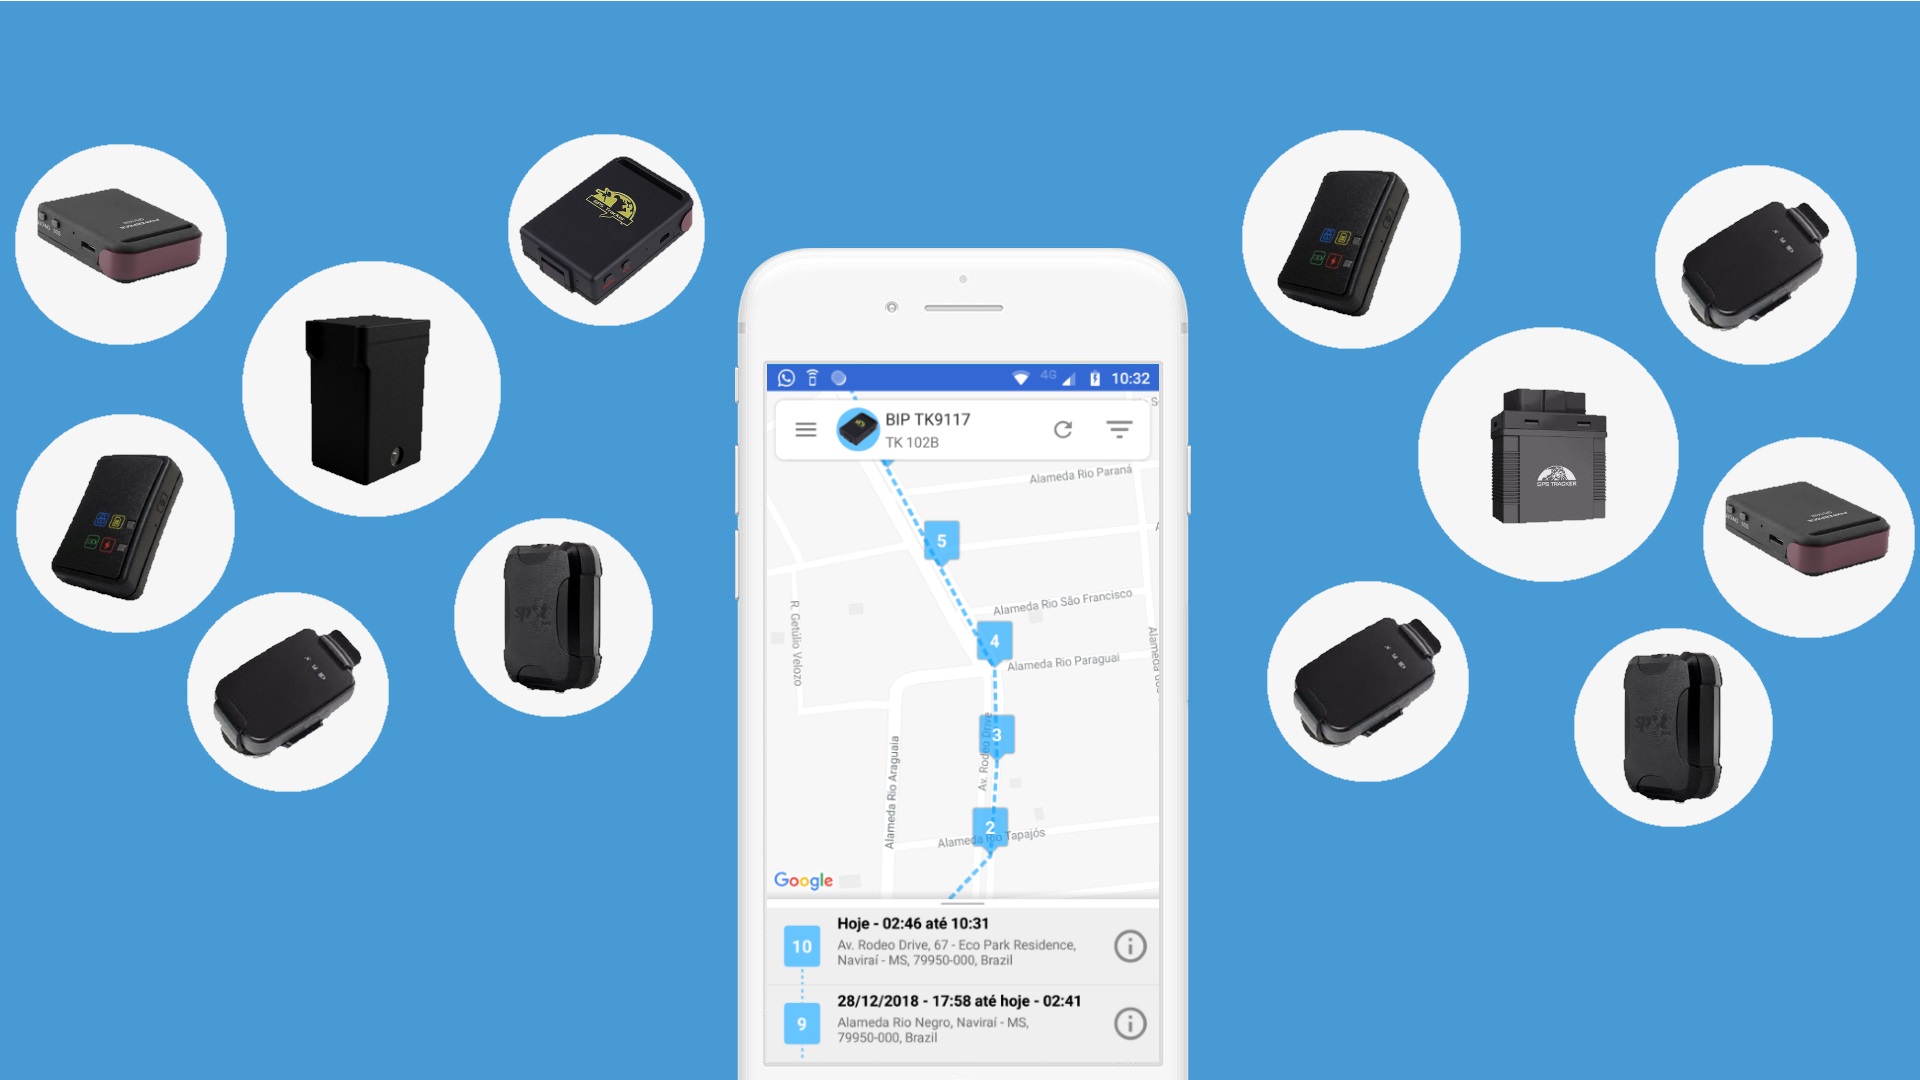 GPS Tracker
4G
10:32
BIP TK9117
TK 102B
Alameda Rio Paraná
5
Alameda Rio São Francisco
R. Getúlio Velozo
4
Alameda Rio Paraguai
3
Av. Rodeo Drive
Alameda Rio Araguaia
2
Alameda Rio Tapajós
Google
10
Hoje - 02:46 até 10:31
Av. Rodeo Drive, 67 - Eco Park Residence,
Naviraí - MS, 79950-000, Brazil
9
28/12/2018 - 17:58 até hoje - 02:41
Alameda Rio Negro, Naviraí - MS,
79950-000, Brazil
GPS TRACKER